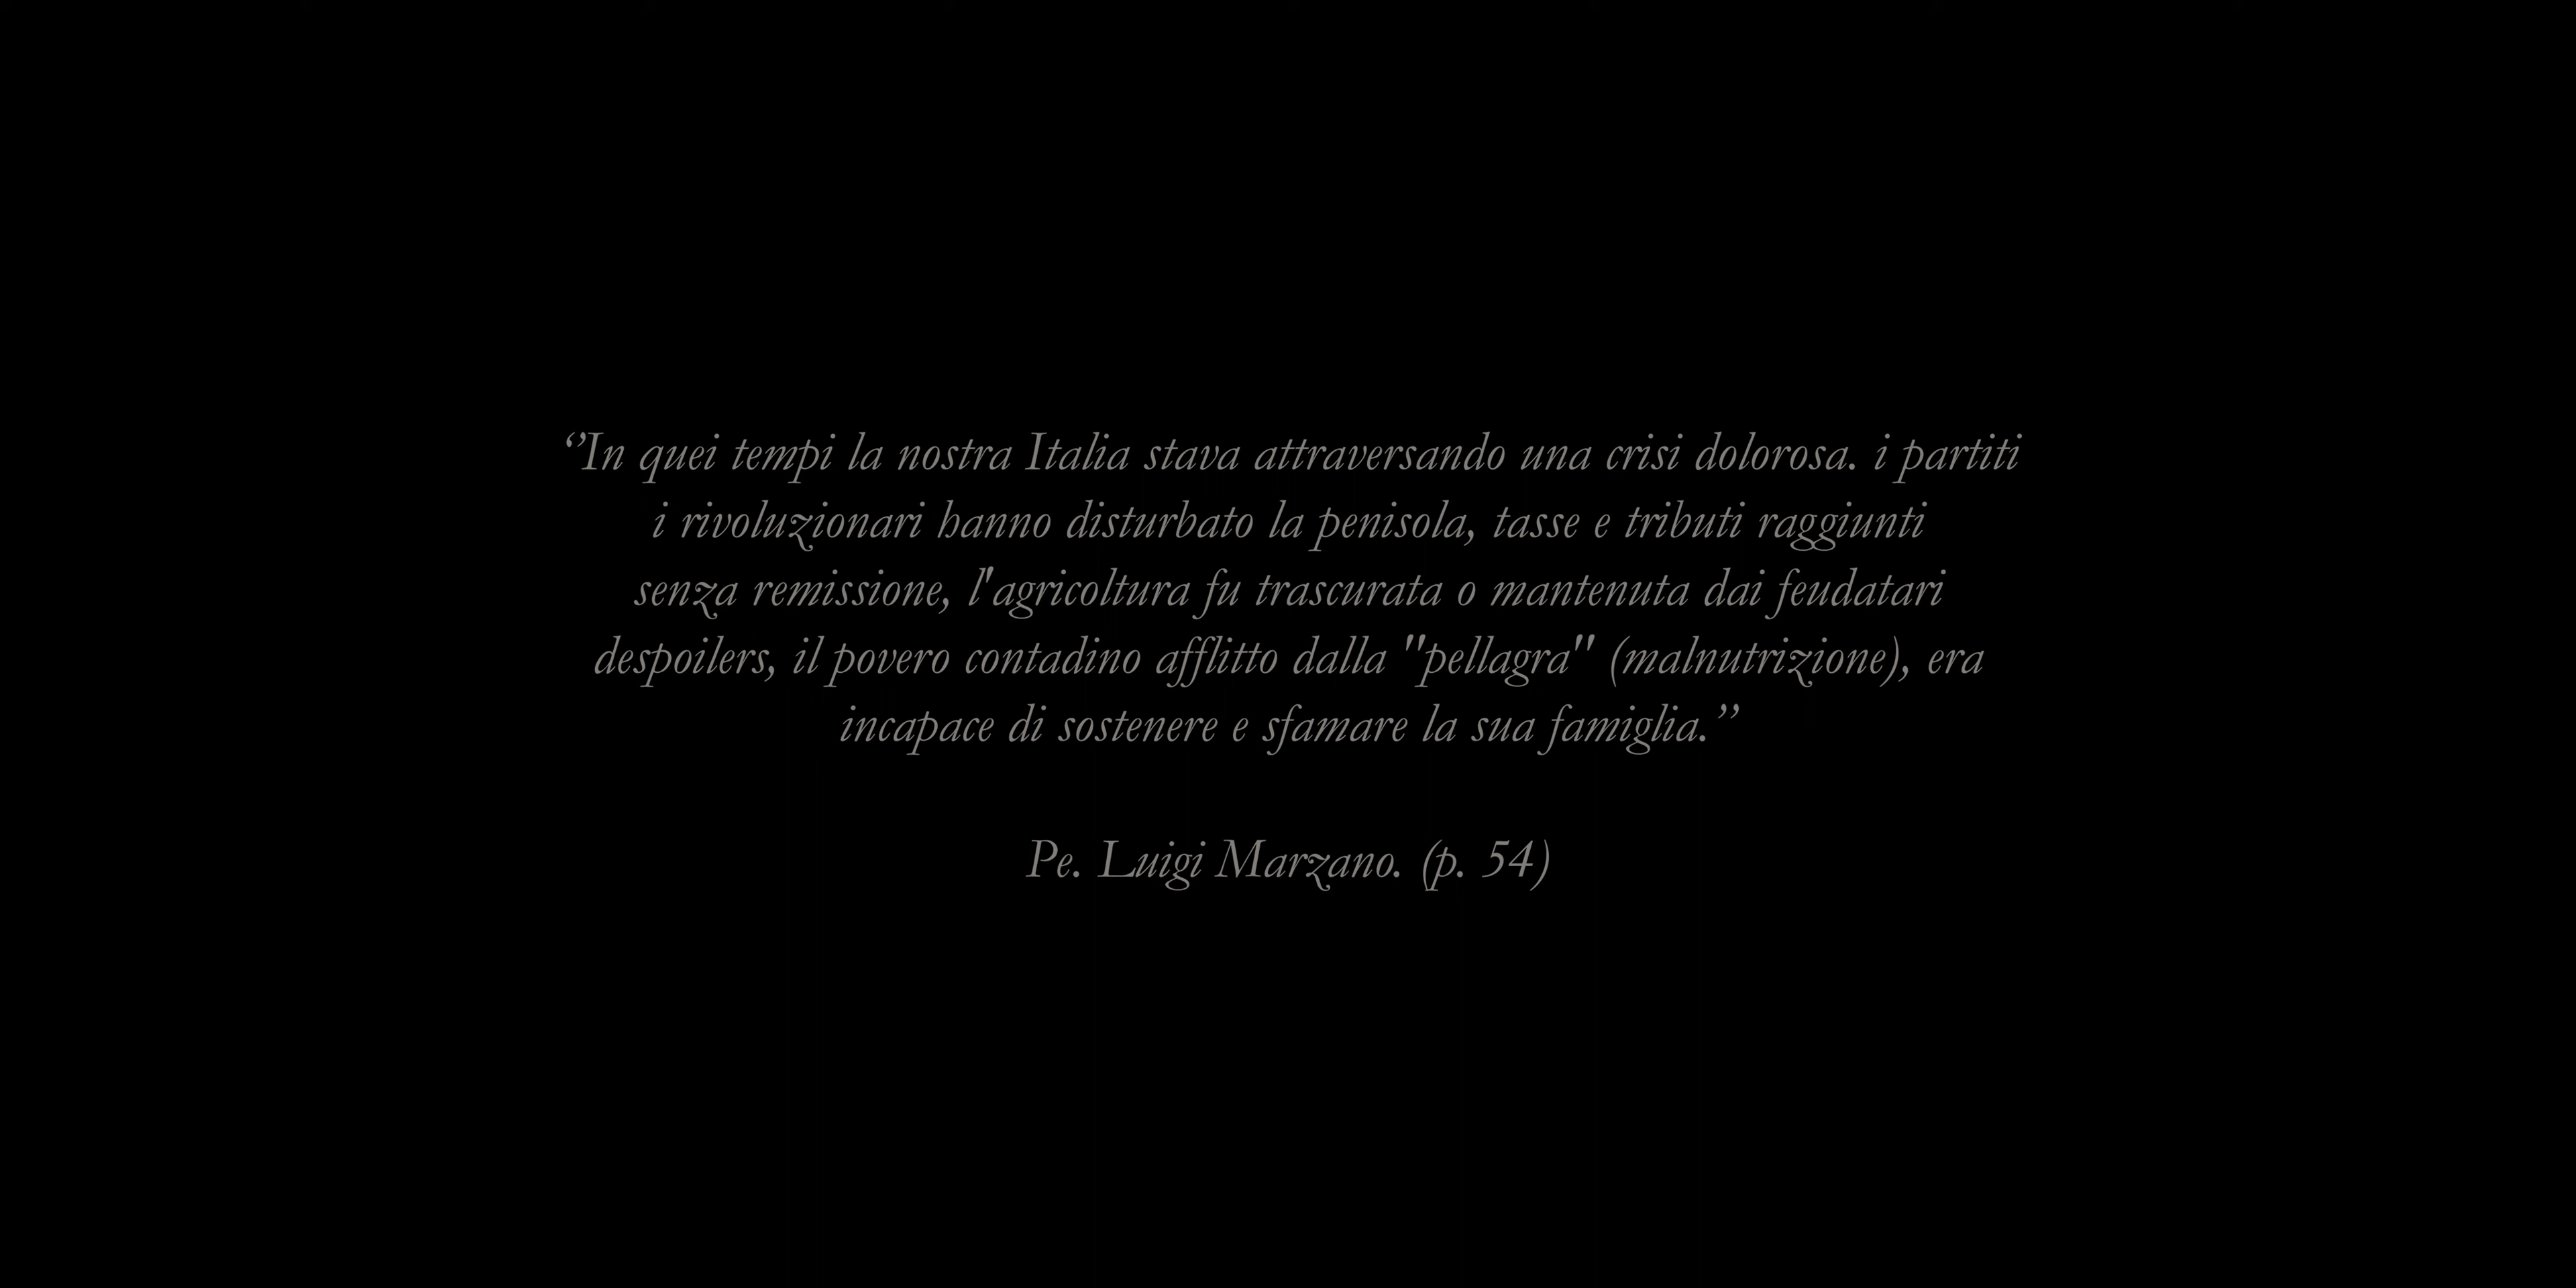 ‘’In quei tempi la nostra Italia stava attraversando una crisi dolorosa. i partiti
i rivoluzionari hanno disturbato la penisola, tasse e tributi raggiunti
senza remissione, l'agricoltura fu trascurata o mantenuta dai feudatari
despoilers, il povero contadino afflitto dalla "pellagra" (malnutrizione), era
incapace di sostenere e sfamare la sua famiglia.’’
Pe. Luigi Marzano. (p. 54)